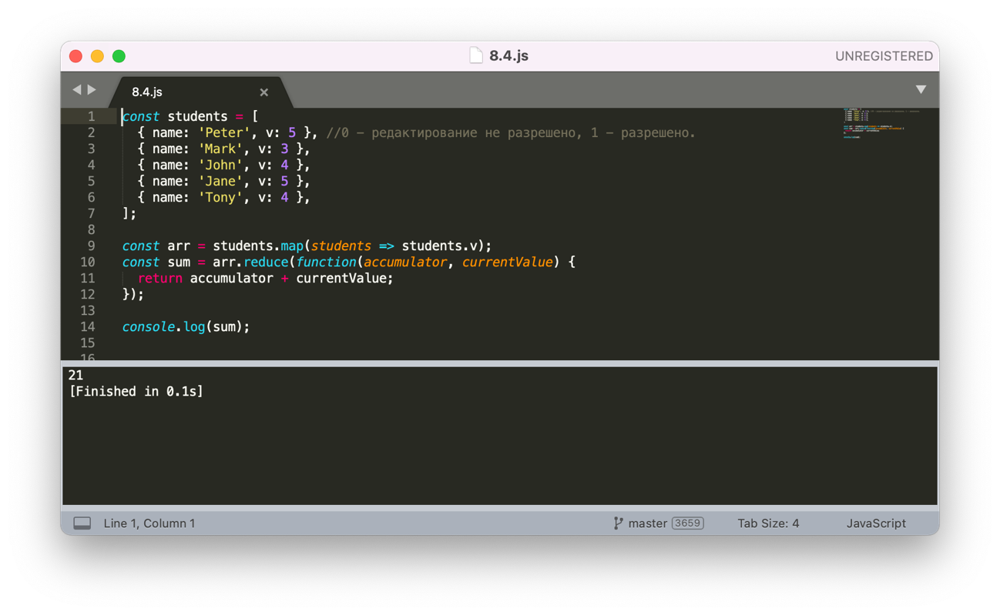 8.4.js
UNREGISTERED
8.4.js
1 const students = [
2 { name: 'Peter', v: 5 }, //0 – редактирование не разрешено, 1 – разрешено.
3 { name: 'Mark', v: 3 },
4 { name: 'John', v: 4 },
5 { name: 'Jane', v: 5 },
6 { name: 'Tony', v: 4 },
7 ];
8
9 const arr = students.map(students => students.v);
10 const sum = arr.reduce(function(accumulator, currentValue) {
11 return accumulator + currentValue;
12 });
13
14 console.log(sum);
15
16
21
[Finished in 0.1s]
Line 1, Column 1
master 3659
Tab Size: 4
JavaScript